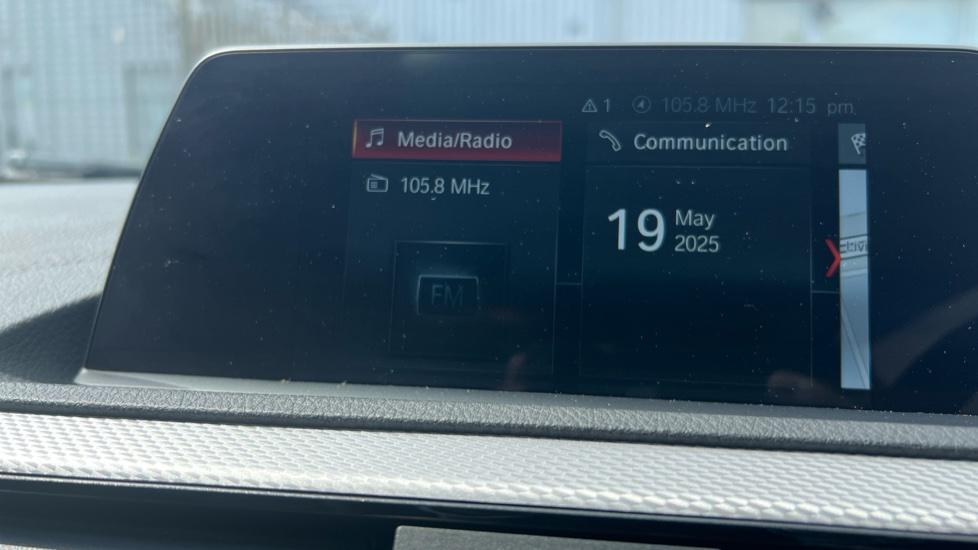 1 105.8 MHz 12:15 pm
Media/Radio
Communication
105.8 MHz
19 May
2025
FM